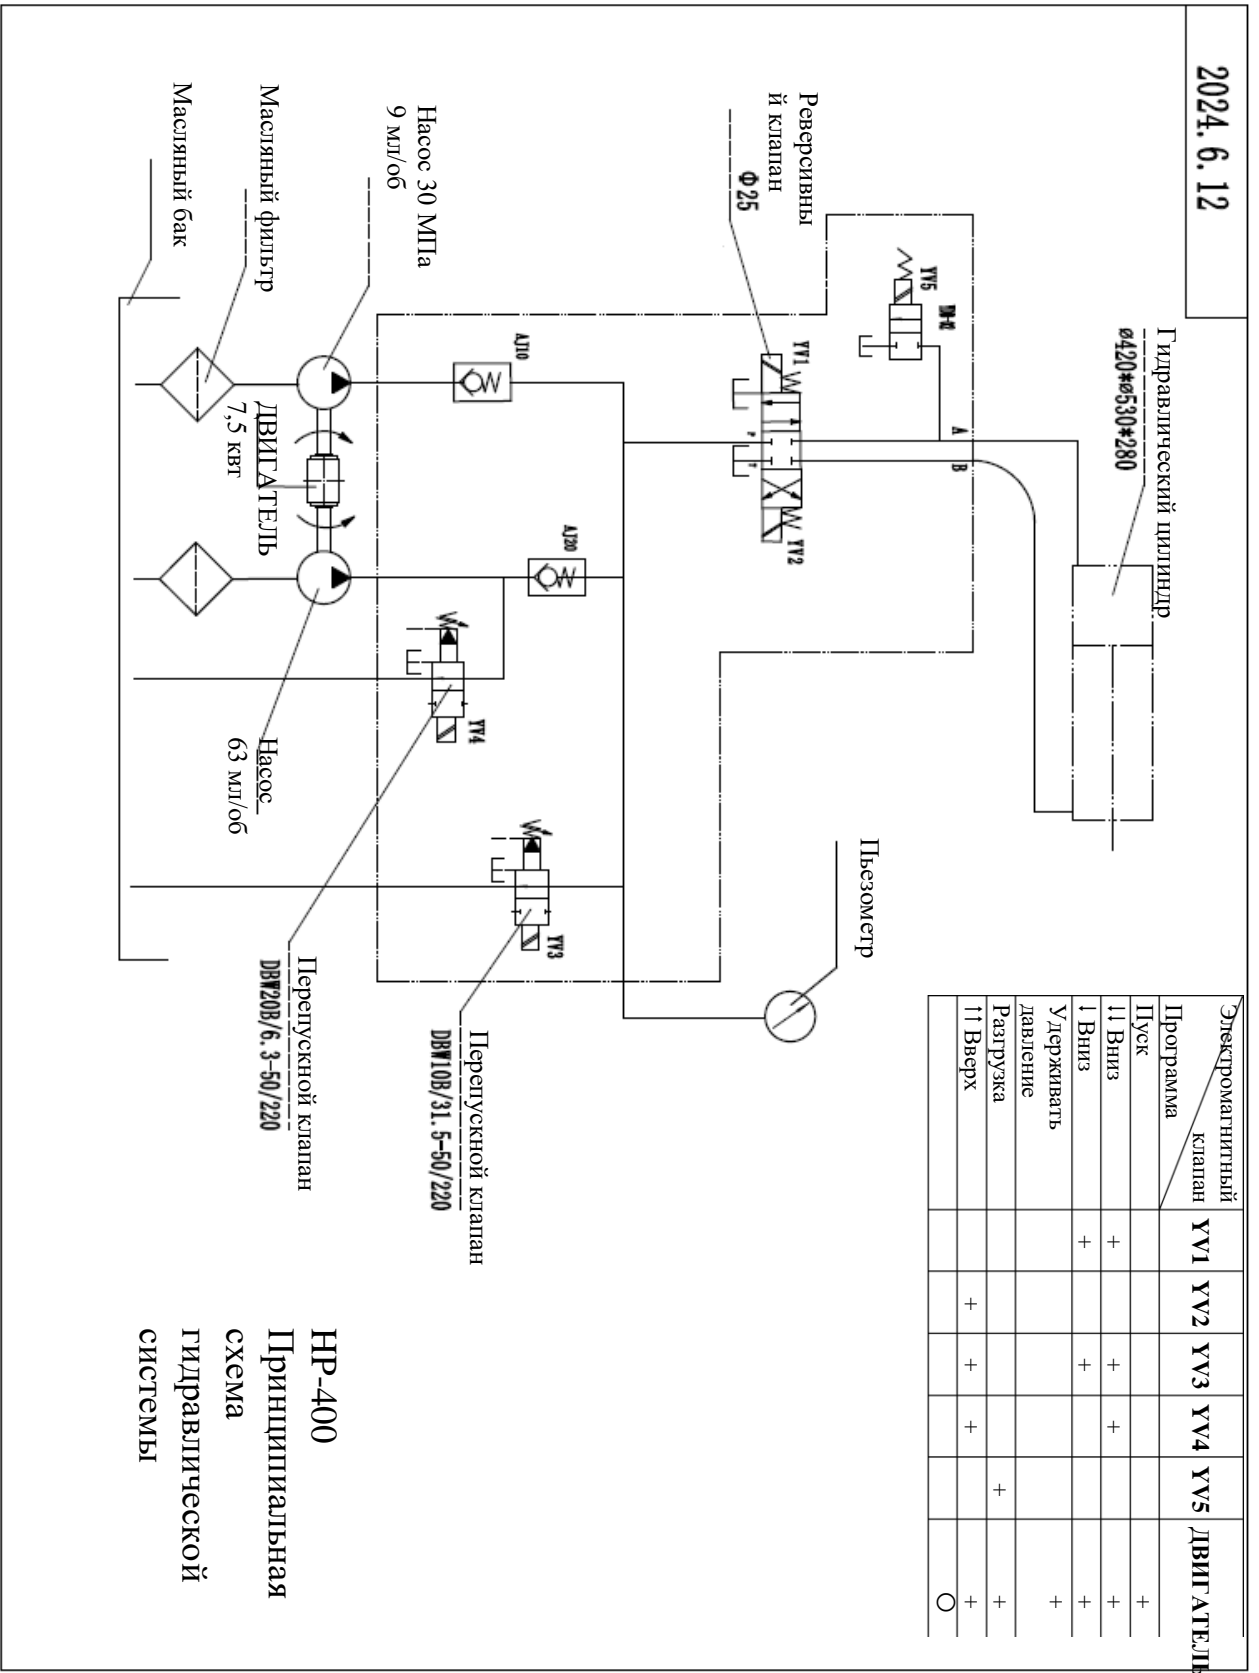 2024. 6. 12
Гидравлический цилиндр
ø420*ø530*280
Реверсивны
й клапан
Φ25
YV5
YV1
YV2
A
B
P
T
Насос 30 МПа
9 мл/об
Масляный фильтр
Масляный бак
AJ10
AJ20
ДВИГАТЕЛЬ
7,5 квт
YV4
YV3
Насос
63 мл/об
Пьезометр
Перепускной клапан
DBW10B/31.5-50/220
Перепускной клапан
DBW20B/6.3-50/220
Электромагнитный клапан YV1 YV2 YV3 YV4 YV5 ДВИГАТЕЛЬ
Программа
Пуск +
↓↓ Вниз + + + +
↓ Вниз + + +
Удерживать
давление +
Разгрузка + +
↑↑ Вверх + + + +
HP-400
Принципиальная
схема
гидравлической
системы